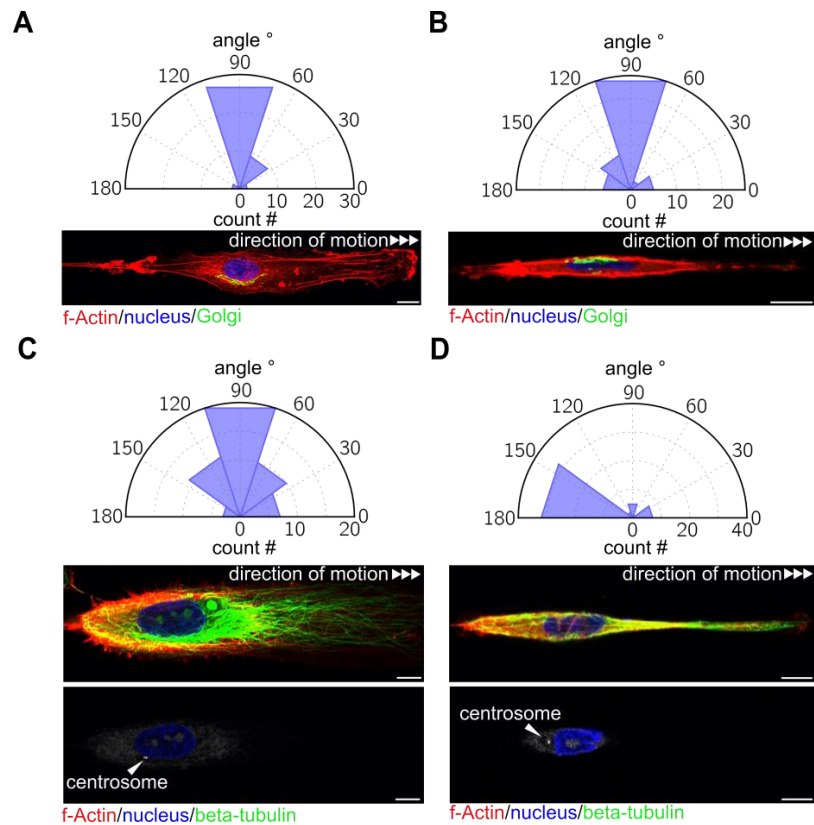 A
angle °
90
120
60
150
30
180
0
0 10 20 30
count #
direction of motion▶▶▶
f-Actin/nucleus/Golgi
B
angle °
90
120
60
150
30
180
0
0 5 10 15 20 25
count #
direction of motion▶▶▶
f-Actin/nucleus/Golgi
C
angle °
90
120
60
150
30
180
0
0 10 20
count #
direction of motion▶▶▶
centrosome
f-Actin/nucleus/beta-tubulin
D
angle °
90
120
60
150
30
180
0
0 20 40
count #
direction of motion▶▶▶
centrosome
f-Actin/nucleus/beta-tubulin